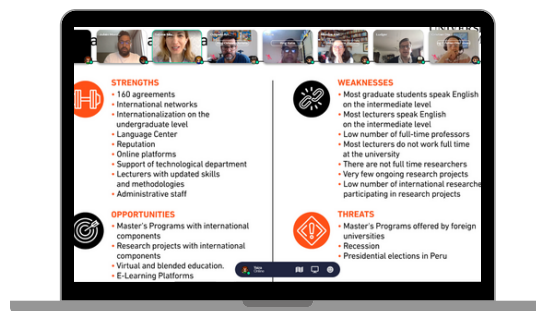 STRENGTHS
• 160 agreements
• International networks
• Internationalization on the
undergraduate level
• Language Center
• Reputation
• Online platforms
• Support of technological department
• Lecturers with updated skills
and methodologies
• Administrative staff
WEAKNESSES
• Most graduate students speak English
on the intermediate level
• Most lecturers speak English
on the intermediate level
• Low number of full-time professors
• Most lecturers do not work full time
at the university
• There are not full time researchers
• Very few ongoing research projects
• Low number of international researche
participating in research projects
OPPORTUNITIES
• Master's Programs with international
components
• Research projects with international
components
• Virtual and blended education.
• E-Learning Platforms
THREATS
• Master's Programs offered by foreign
universities
• Recession
• Presidential elections in Peru